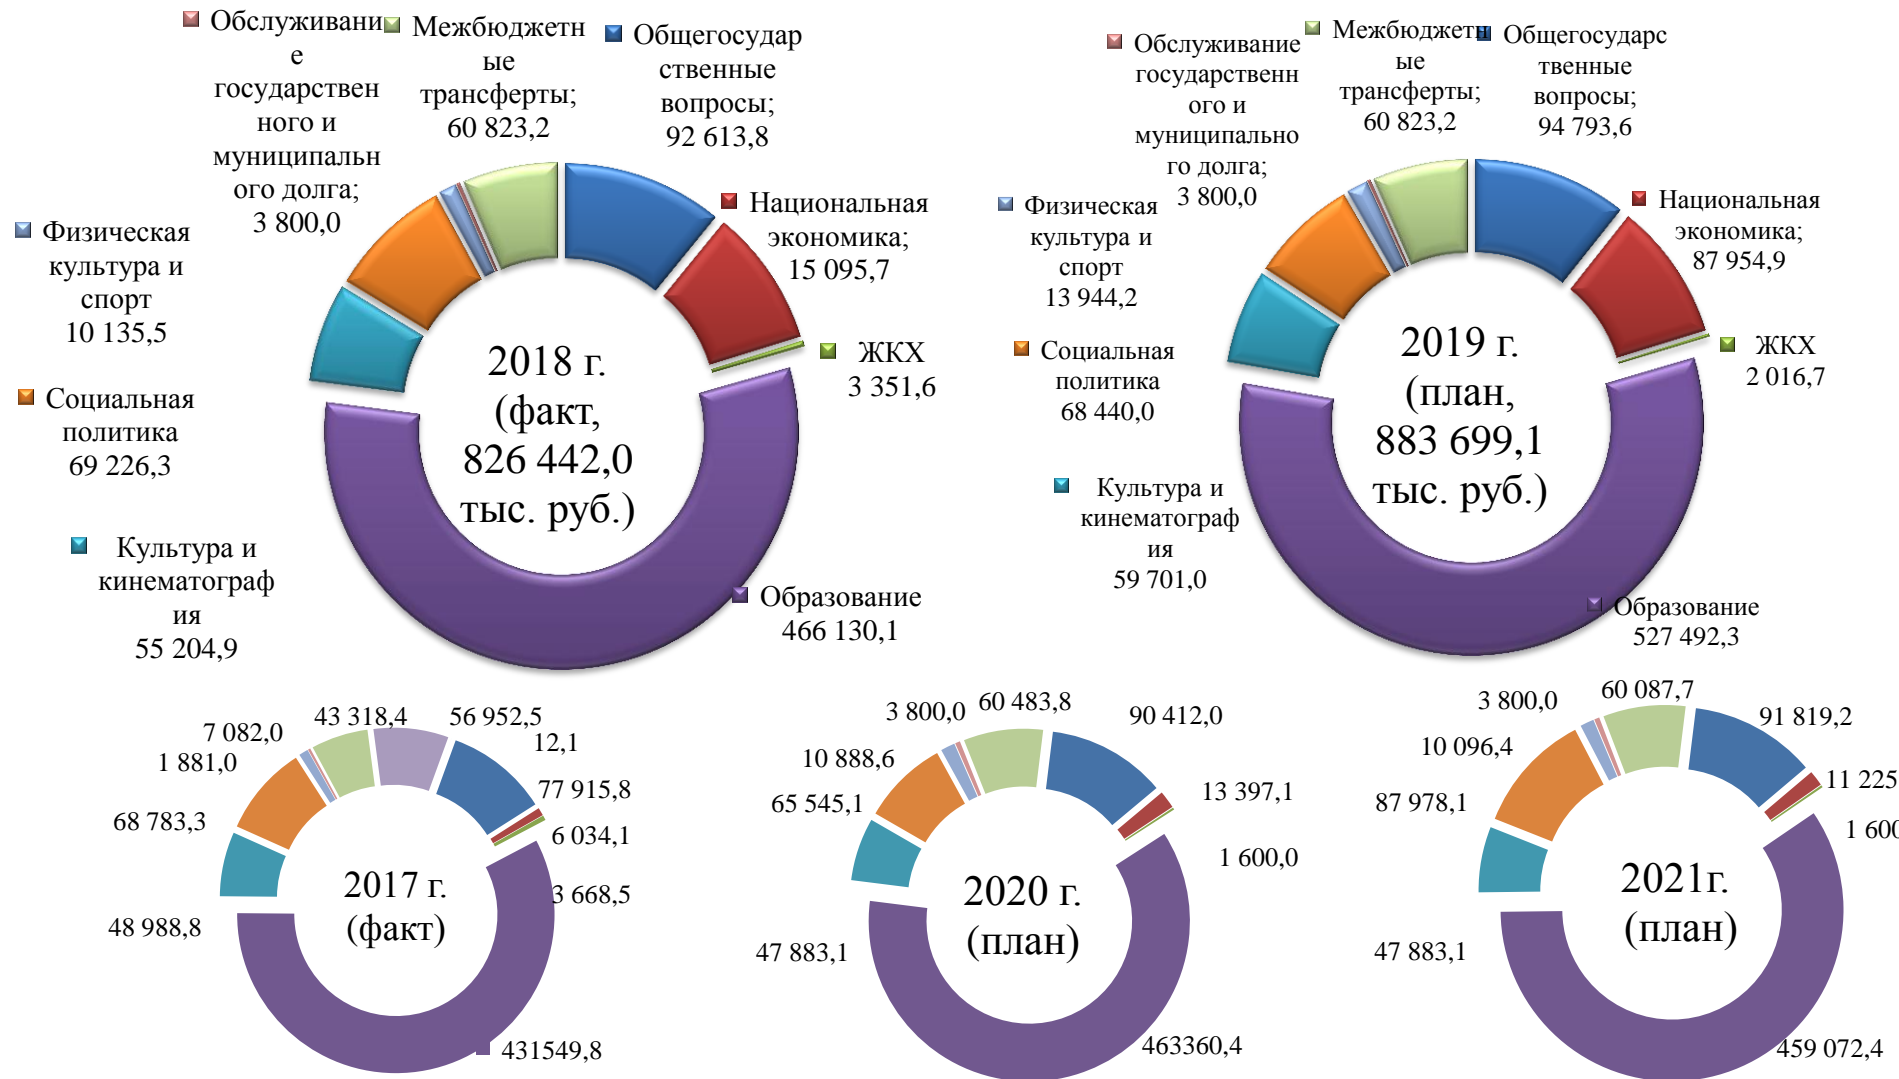 Обслуживани
е
государствен
ного и
муниципальн
ого долга;
3 800,0
Межбюджетн
ые
трансферты;
60 823,2
Общегосудар
ственные
вопросы;
92 613,8
Национальная
экономика;
15 095,7
ЖКХ
3 351,6
Образование
466 130,1
Культура и
кинематограф
ия
55 204,9
Социальная
политика
69 226,3
Физическая
культура и
спорт
10 135,5
2018 г.
(факт,
826 442,0
тыс. руб.)
Обслуживание
государственн
ого и
муниципально
го долга;
3 800,0
Межбюджетн
ые
трансферты;
60 823,2
Общегосударс
твенные
вопросы;
94 793,6
Национальная
экономика;
87 954,9
ЖКХ
2 016,7
Образование
527 492,3
Культура и
кинематограф
ия
59 701,0
Социальная
политика
68 440,0
Физическая
культура и
спорт
13 944,2
2019 г.
(план,
883 699,1
тыс. руб.)
7 082,0
43 318,4
56 952,5
12,1
1 881,0
77 915,8
68 783,3
6 034,1
3 668,5
48 988,8
431549,8
2017 г.
(факт)
3 800,0
60 483,8
90 412,0
10 888,6
13 397,1
65 545,1
1 600,0
47 883,1
463360,4
2020 г.
(план)
3 800,0
60 087,7
91 819,2
10 096,4
11 225
87 978,1
1 600
47 883,1
459 072,4
2021г.
(план)